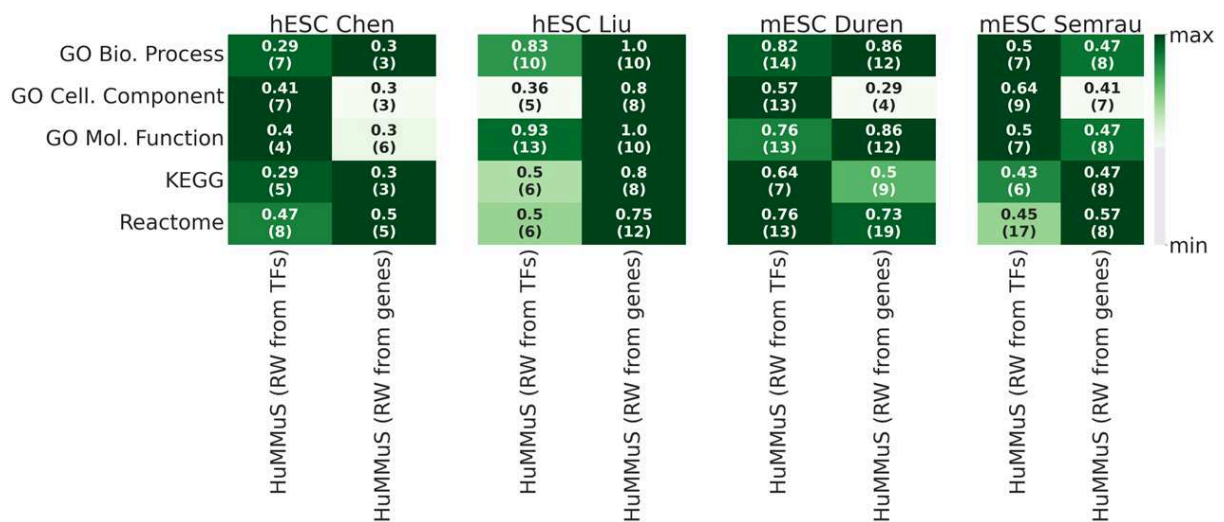 hESC Chen hESC Liu mESC Duren mESC Semrau
max
GO Bio. Process 0.29 0.3 0.83 1.0 0.82 0.86 0.5 0.47
(7) (3) (10) (10) (14) (12) (7) (8)
GO Cell. Component 0.41 0.3 0.36 0.8 0.57 0.29 0.64 0.41
(7) (3) (5) (8) (13) (4) (9) (7)
GO Mol. Function 0.4 0.3 0.93 1.0 0.76 0.86 0.5 0.47
(4) (6) (13) (10) (13) (12) (7) (8)
KEGG 0.29 0.3 0.5 0.8 0.64 0.5 0.43 0.47
(5) (3) (6) (8) (7) (9) (6) (8)
Reactome 0.47 0.5 0.5 0.75 0.76 0.73 0.45 0.57
(8) (5) (6) (12) (13) (19) (17) (8)
min
HuMMuS (RW from TFs)
HuMMuS (RW from genes)
HuMMuS (RW from TFs)
HuMMuS (RW from genes)
HuMMuS (RW from TFs)
HuMMuS (RW from genes)
HuMMuS (RW from TFs)
HuMMuS (RW from genes)